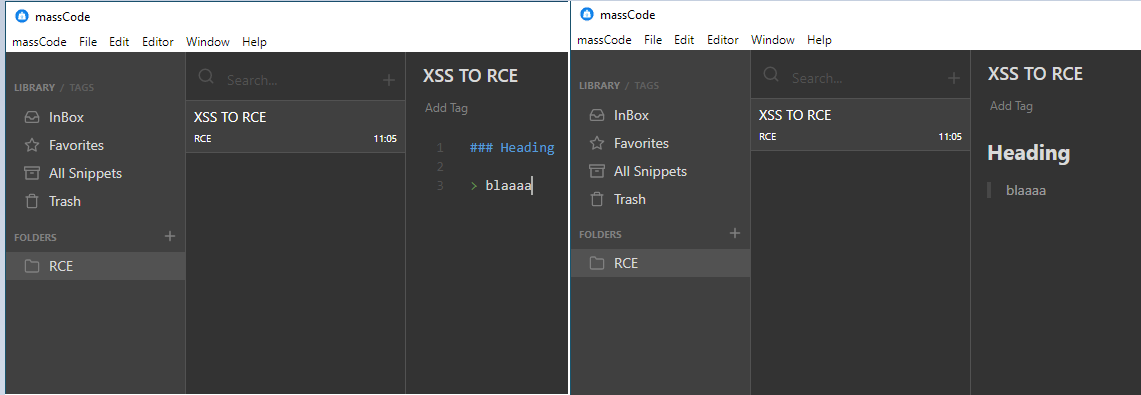 massCode
massCode File Edit Editor Window Help
LIBRARY / TAGS
InBox
Favorites
All Snippets
Trash
FOLDERS +
RCE
Search... +
XSS TO RCE
RCE 11:05
XSS TO RCE
Add Tag
1 ### Heading
2
3 > blaaaa
massCode
massCode File Edit Editor Window Help
LIBRARY / TAGS
InBox
Favorites
All Snippets
Trash
FOLDERS +
RCE
Search... +
XSS TO RCE
RCE 11:05
XSS TO RCE
Add Tag
Heading
blaaaa